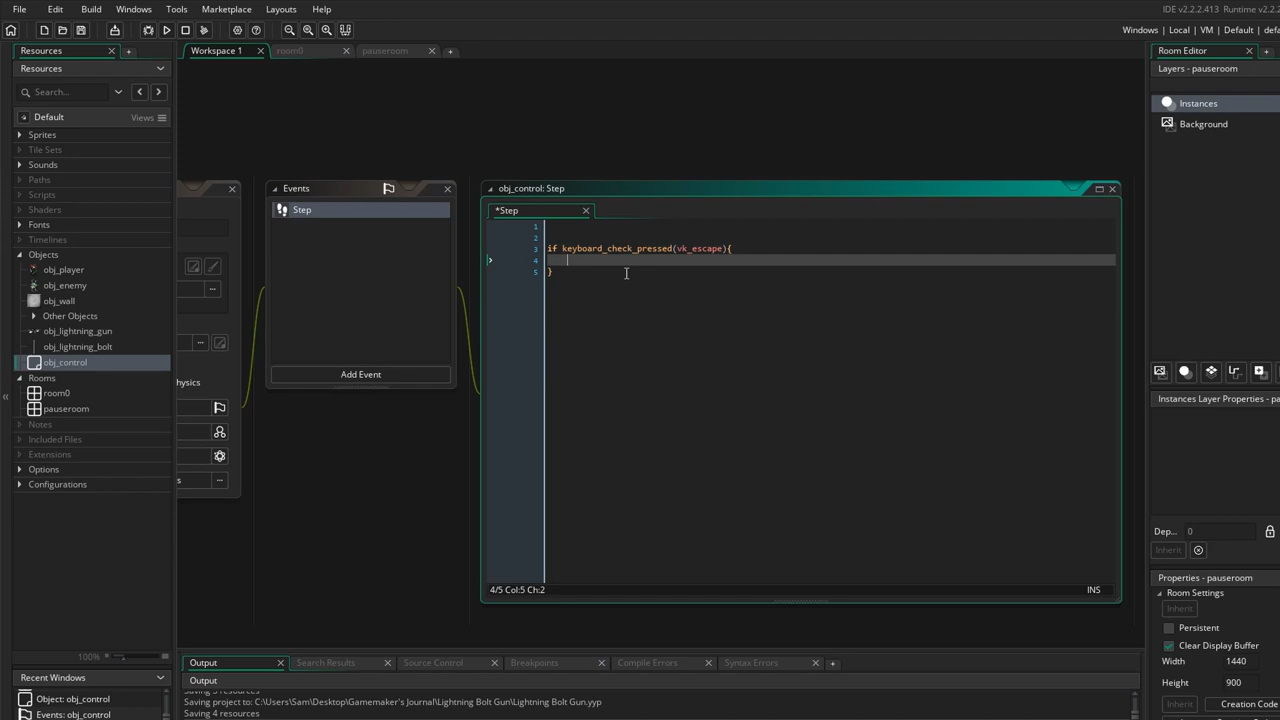 File Edit Build Windows Tools Marketplace Layouts Help
IDE v2.2.2.413 Runtime v2.2.
Windows | Local | VM | Default |
Resources
Workspace 1
room0
pauseroom
Room Editor
Resources
Layers - pauseroom
Search...
Instances
Default
Views
Background
Sprites
Tile Sets
Sounds
Paths
Scripts
Shaders
Fonts
Timelines
Objects
obj_player
obj_enemy
obj_wall
Other Objects
obj_lightning_gun
obj_lightning_bolt
obj_control
Rooms
room0
pauseroom
Notes
Included Files
Extensions
Options
Configurations
Events
Step
Add Event
obj_control: Step
*Step
1
2
3 if keyboard_check_pressed(vk_escape){
4
5 }
4/5 Col:5 Ch:2
INS
Instances Layer Properties - pa
Dep... 0
Inherit
Properties - pauseroom
Room Settings
Inherit
Persistent
Clear Display Buffer
Width 1440
Height 900
Inherit
Creation Code
100%
Recent Windows
Object: obj_control
Events: obj_control
Output
Search Results
Source Control
Breakpoints
Compile Errors
Syntax Errors
Output
Saving project to: C:\Users\Sam\Desktop\Gamemaker's Journal\Lightning Bolt Gun\Lightning Bolt Gun.yyp
Saving 4 resources